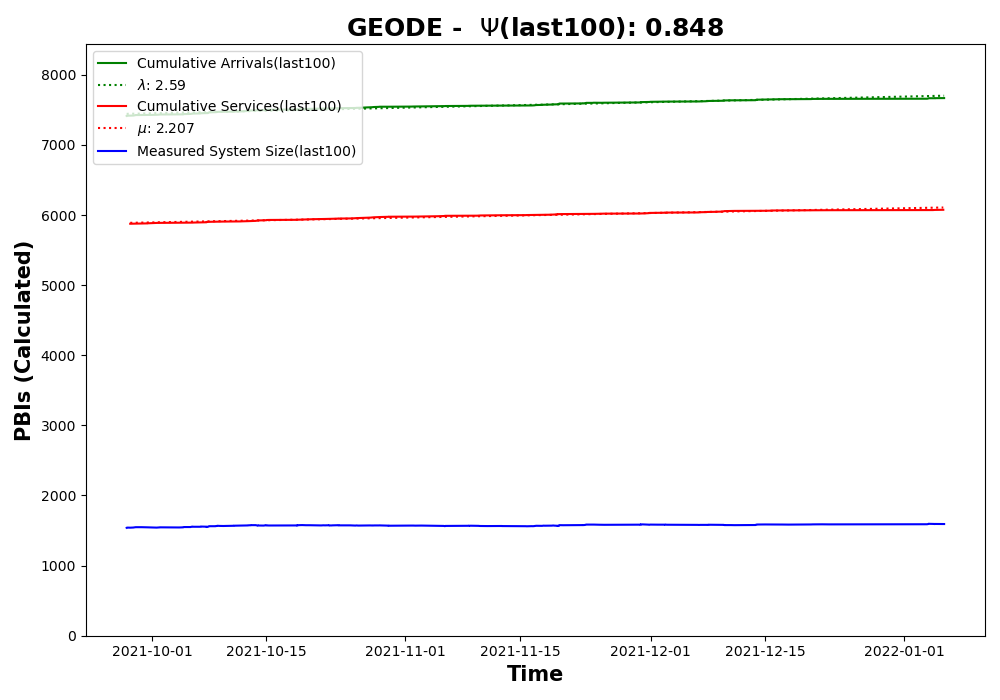 GEODE - Ψ(last100): 0.848
Cumulative Arrivals(last100)
λ: 2.59
Cumulative Services(last100)
μ: 2.207
Measured System Size(last100)
PBIs (Calculated)
8000
7000
6000
5000
4000
3000
2000
1000
0
2021-10-01 2021-10-15 2021-11-01 2021-11-15 2021-12-01 2021-12-15 2022-01-01
Time